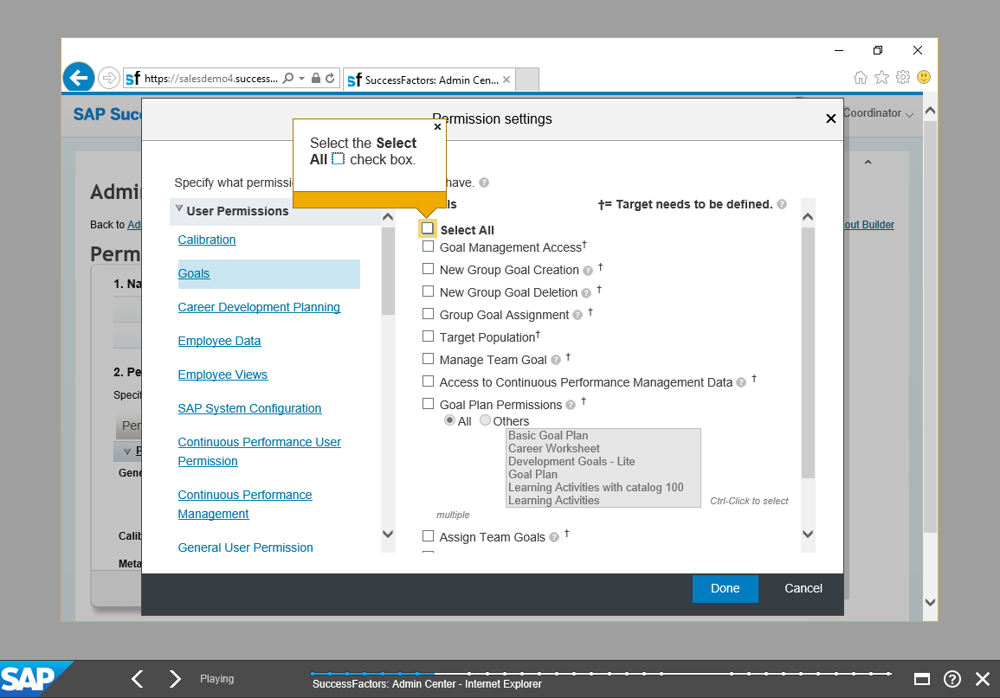 https://salesdemo4.success...
SuccessFactors: Admin Cen...
SAP Suc
Coordinator
Permission settings
Select the Select
All check box.
Specify what permissi
have.
ls
†= Target needs to be defined.
Admi
Back to Ad
out Builder
Perm
1. Na
2. Pe
Specif
Per
P
Gene
Calib
Meta
User Permissions
Calibration
Goals
Career Development Planning
Employee Data
Employee Views
SAP System Configuration
Continuous Performance User
Permission
Continuous Performance
Management
General User Permission
Select All
Goal Management Access†
New Group Goal Creation †
New Group Goal Deletion †
Group Goal Assignment †
Target Population†
Manage Team Goal †
Access to Continuous Performance Management Data †
Goal Plan Permissions †
All Others
Basic Goal Plan
Career Worksheet
Development Goals - Lite
Goal Plan
Learning Activities with catalog 100
Learning Activities
Ctrl-Click to select
multiple
Assign Team Goals †
Done Cancel
SAP
Playing
SuccessFactors: Admin Center - Internet Explorer